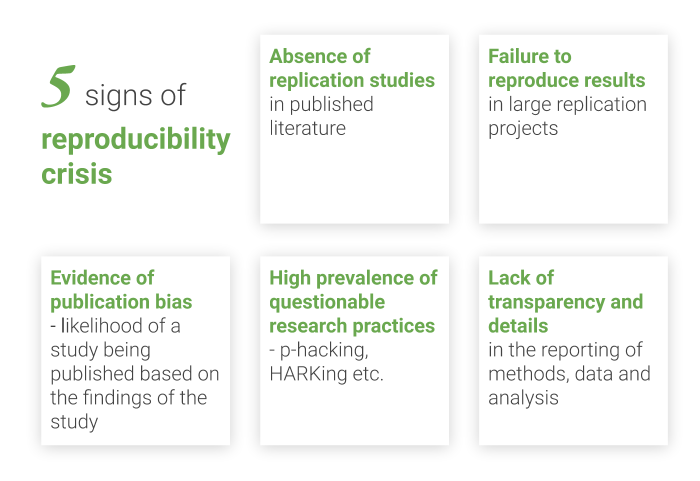 5 signs of
reproducibility
crisis
Absence of
replication studies
in published
literature
Failure to
reproduce results
in large replication
projects
Evidence of
publication bias
- likelihood of a
study being
published based on
the findings of the
study
High prevalence of
questionable
research practices
- p-hacking,
HARKing etc.
Lack of
transparency and
details
in the reporting of
methods, data and
analysis